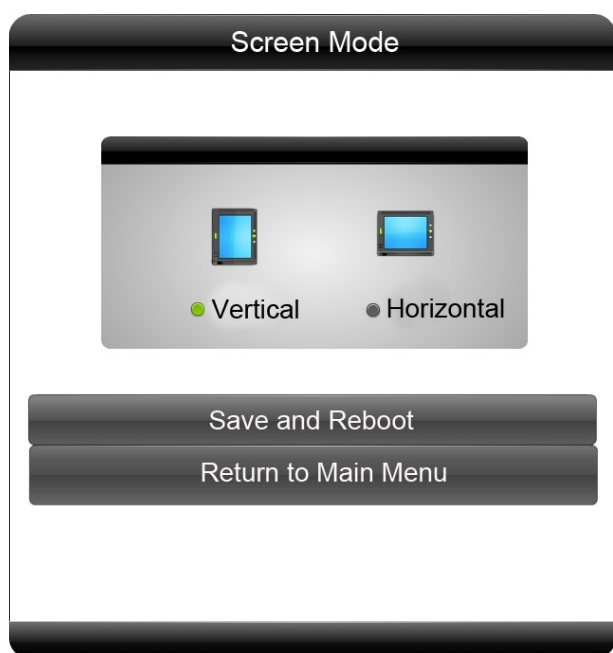 Screen Mode
Vertical
Horizontal
Save and Reboot
Return to Main Menu